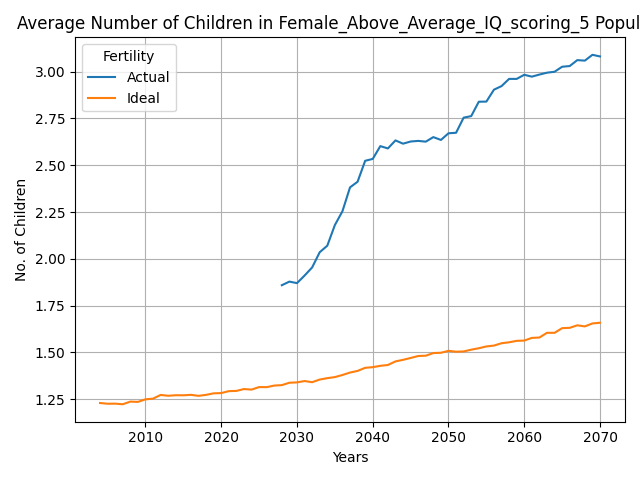 Average Number of Children in Female_Above_Average_IQ_scoring_5 Popul
Fertility
Actual
Ideal
3.00
2.75
2.50
2.25
2.00
1.75
1.50
1.25
No. of Children
2010 2020 2030 2040 2050 2060 2070
Years